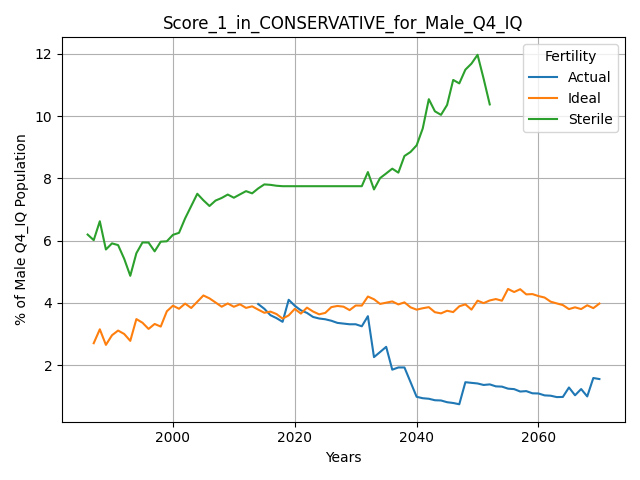 Score_1_in_CONSERVATIVE_for_Male_Q4_IQ
Fertility
Actual
Ideal
Sterile
% of Male Q4_IQ Population
12
10
8
6
4
2
2000
2020
2040
2060
Years